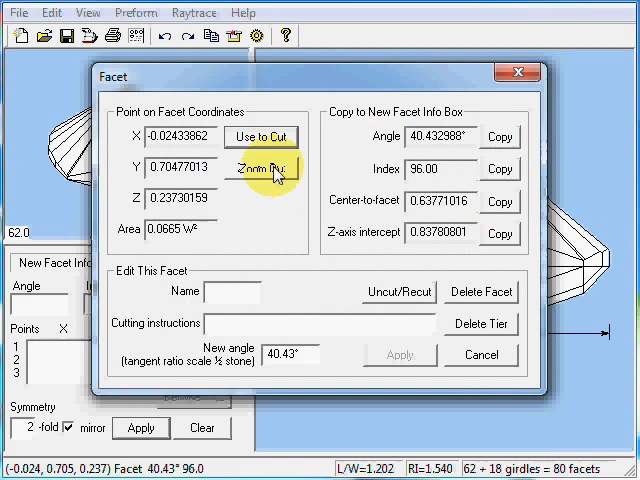 File Edit View Preform Raytrace Help
Facet
Point on Facet Coordinates
X -0.02433862 Use to Cut
Y 0.70477013 Zoom
Z 0.23730159
Area 0.0665 W²
Copy to New Facet Info Box
Angle 40.432988° Copy
Index 96.00 Copy
Center-to-facet 0.63771016 Copy
Z-axis intercept 0.83780801 Copy
Edit This Facet
Name Uncut/Recut Delete Facet
Cutting instructions Delete Tier
New angle
(tangent ratio scale ½ stone) 40.43° Apply Cancel
62.0
New Facet Info
Angle
Points X
1
2
3
Symmetry
2 -fold mirror Apply Clear
(-0.024, 0.705, 0.237) Facet 40.43° 96.0 L/W=1.202 RI=1.540 62 + 18 girdles = 80 facets